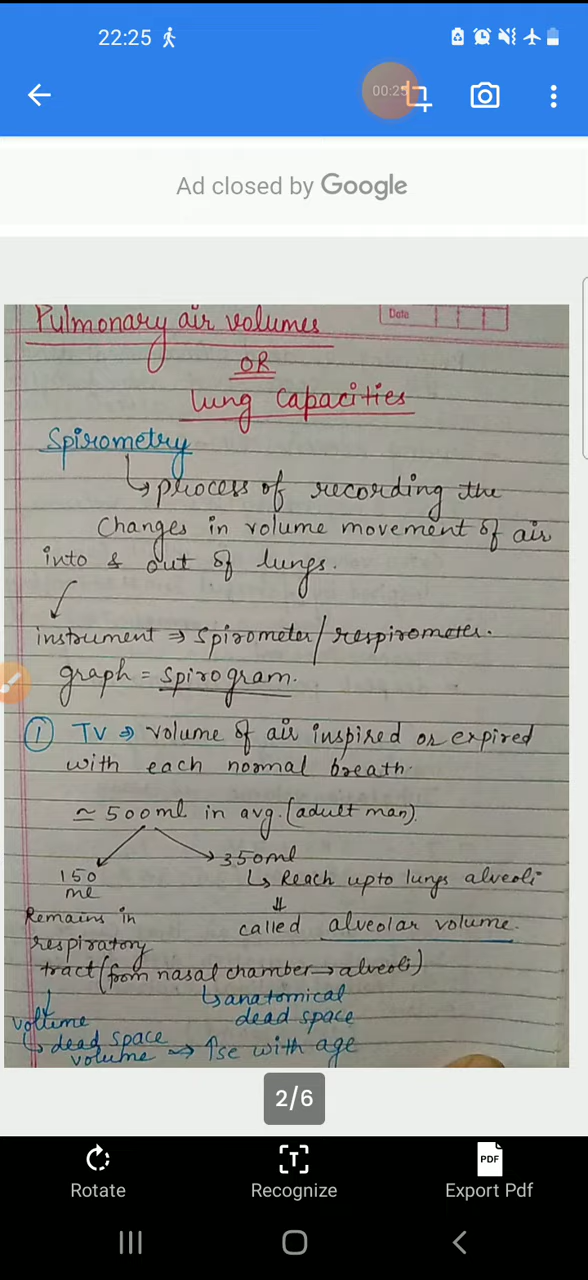 22:25
00:25
Ad closed by Google
Date
Pulmonary air volumes
OR
Lung Capacities
Spirometry
↳ process of recording the
Changes in volume movement of air
into & out of lungs.
instrument ⇒ Spirometer/respirometer.
graph = spirogram.
① TV ⇒ volume of air inspired or expired
with each normal breath.
≃ 500ml in avg. (adult man).
150
ml
350ml
↳ Reach upto lungs alveoli
⇓
called alveolar volume.
Remains in
respiratory
tract (from nasal chamber → alveoli)
↳ anatomical
dead space
volume
↳ dead space
volume ⇒ ↑se with age
2/6
T
PDF
Rotate
Recognize
Export Pdf